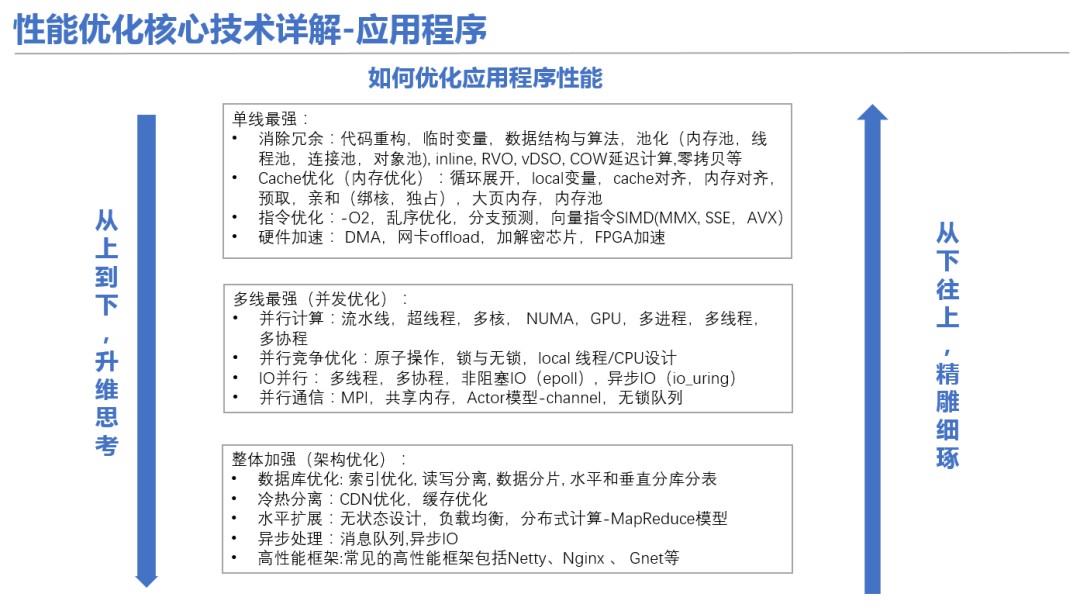 性能优化核心技术详解-应用程序
如何优化应用程序性能
从上到下，升维思考
单线最强：
• 消除冗余：代码重构，临时变量，数据结构与算法，池化（内存池，线
程池，连接池，对象池), inline, RVO, vDSO, COW延迟计算,零拷贝等
• Cache优化（内存优化）：循环展开，local变量，cache对齐，内存对齐，
预取，亲和（绑核，独占），大页内存，内存池
• 指令优化：-O2，乱序优化，分支预测，向量指令SIMD(MMX, SSE，AVX）
• 硬件加速： DMA，网卡offload，加解密芯片，FPGA加速
多线最强（并发优化）：
• 并行计算：流水线，超线程，多核， NUMA，GPU，多进程，多线程，
多协程
• 并行竞争优化：原子操作，锁与无锁，local 线程/CPU设计
• IO并行： 多线程，多协程，非阻塞IO（epoll），异步IO（io_uring）
• 并行通信：MPI，共享内存，Actor模型-channel，无锁队列
整体加强（架构优化）：
• 数据库优化: 索引优化, 读写分离, 数据分片, 水平和垂直分库分表
• 冷热分离：CDN优化，缓存优化
• 水平扩展：无状态设计，负载均衡，分布式计算-MapReduce模型
• 异步处理：消息队列,异步IO
• 高性能框架:常见的高性能框架包括Netty、Nginx 、 Gnet等
从下往上，精雕细琢